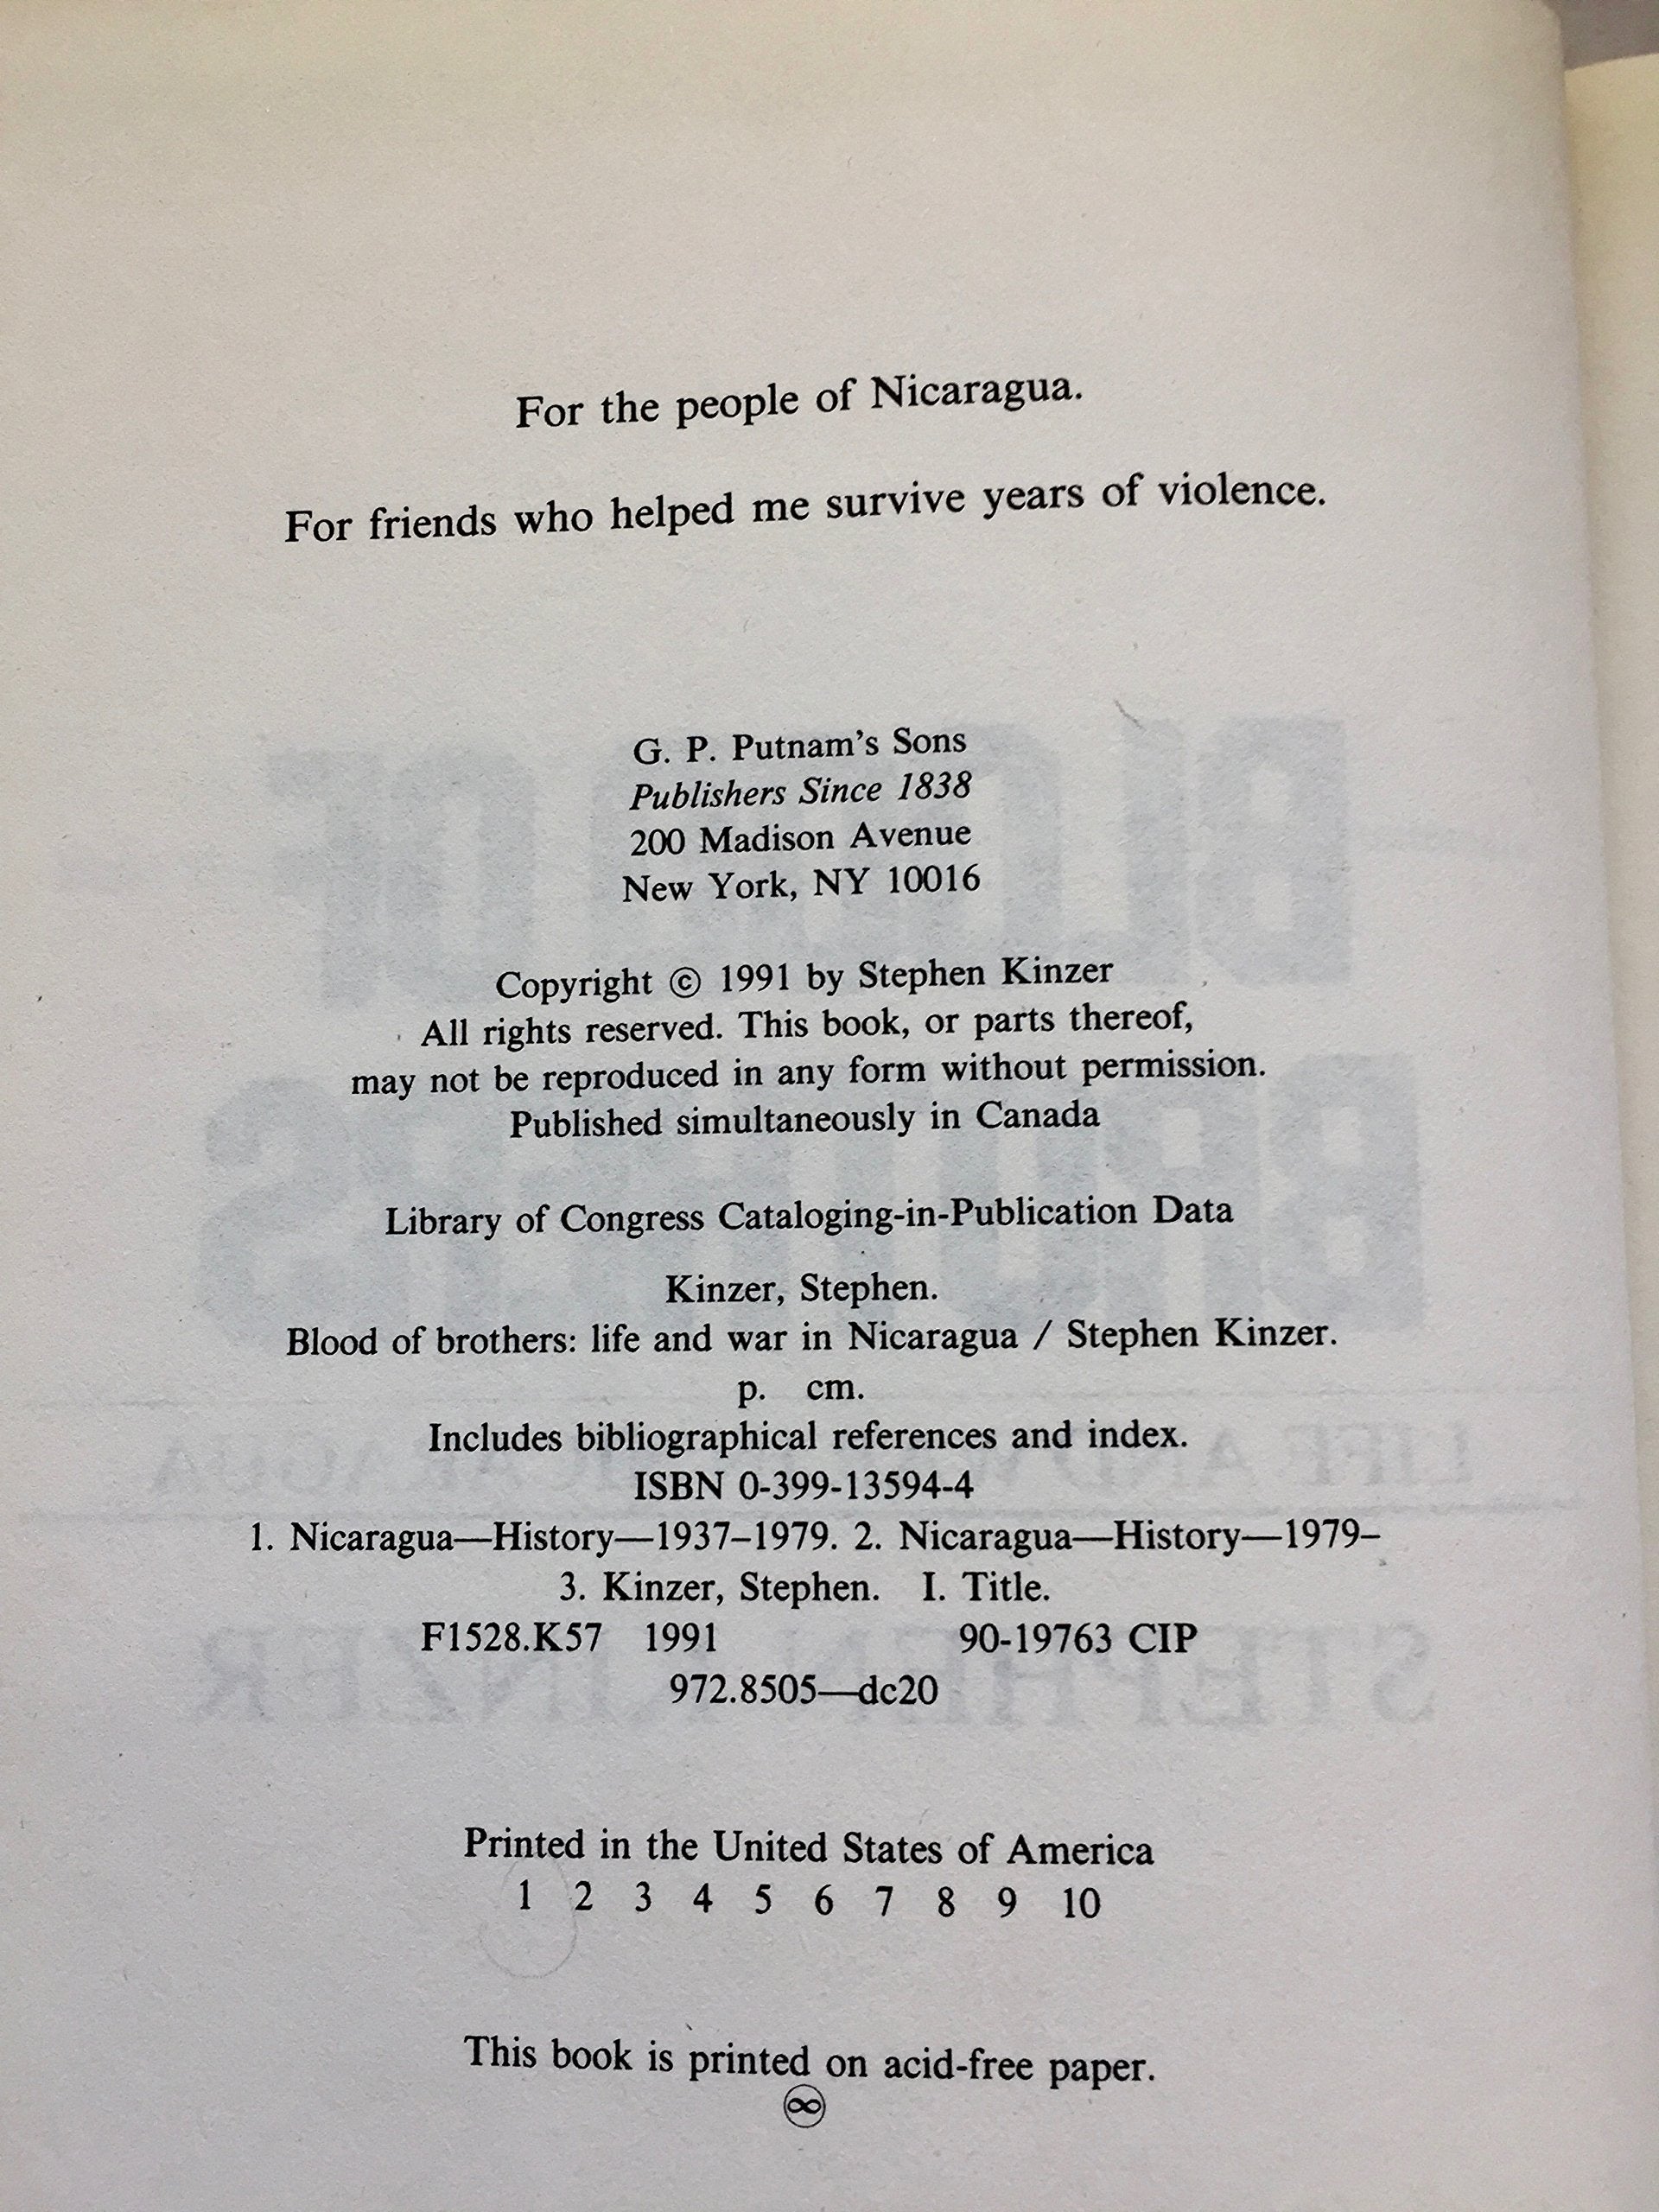 For the people of Nicaragua.
For friends who helped me survive years of violence.
G. P. Putnam's Sons
Publishers Since 1838
200 Madison Avenue
New York, NY 10016
Copyright © 1991 by Stephen Kinzer
All rights reserved. This book, or parts thereof,
may not be reproduced in any form without permission.
Published simultaneously in Canada
Library of Congress Cataloging-in-Publication Data
Kinzer, Stephen.
Blood of brothers: life and war in Nicaragua / Stephen Kinzer.
p. cm.
Includes bibliographical references and index.
ISBN 0-399-13594-4
1. Nicaragua—History—1937–1979. 2. Nicaragua—History—1979–
3. Kinzer, Stephen. I. Title.
F1528.K57 1991 90-19763 CIP
972.8505—dc20
Printed in the United States of America
1 2 3 4 5 6 7 8 9 10
This book is printed on acid-free paper.
♾